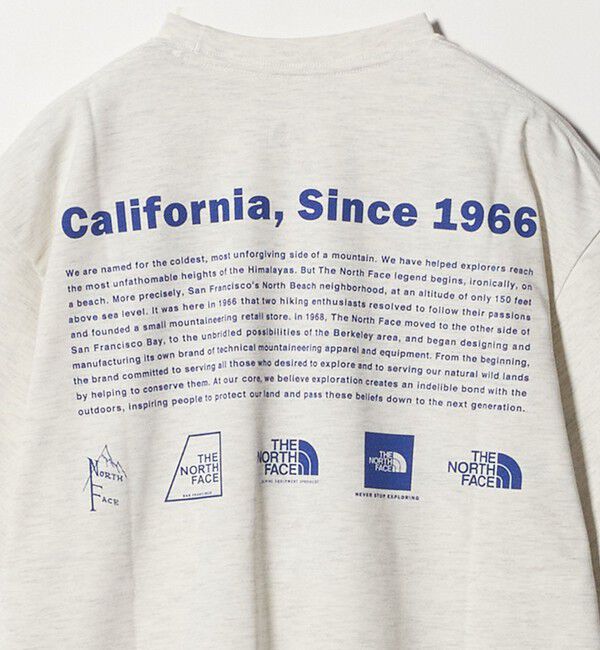 California, Since 1966
We are named for the coldest, most unforgiving side of a mountain. We have helped explorers reach
the most unfathomable heights of the Himalayas. But The North Face legend begins, ironically, on
a beach. More precisely, San Francisco's North Beach neighborhood, at an altitude of only 150 feet
above sea level. It was here in 1966 that two hiking enthusiasts resolved to follow their passions
and founded a small mountaineering retail store. in 1968, The North Face moved to the other side of
San Francisco Bay, to the unbridled possibilities of the Berkeley area, and began designing and
manufacturing its own brand of technical mountaineering apparel and equipment. From the beginning,
the brand committed to serving all those who desired to explore and to serving our natural wild lands
by helping to conserve them. At our core, we believe exploration creates an indelible bond with the
outdoors, inspiring people to protect our land and pass these beliefs down to the next generation.
NORTH
FACE
THE
NORTH
FACE
SAN FRANCISCO
THE
NORTH
FACE
ALPINE EQUIPMENT SPECIALIST
THE
NORTH
FACE
NEVER STOP EXPLORING
THE
NORTH
FACE